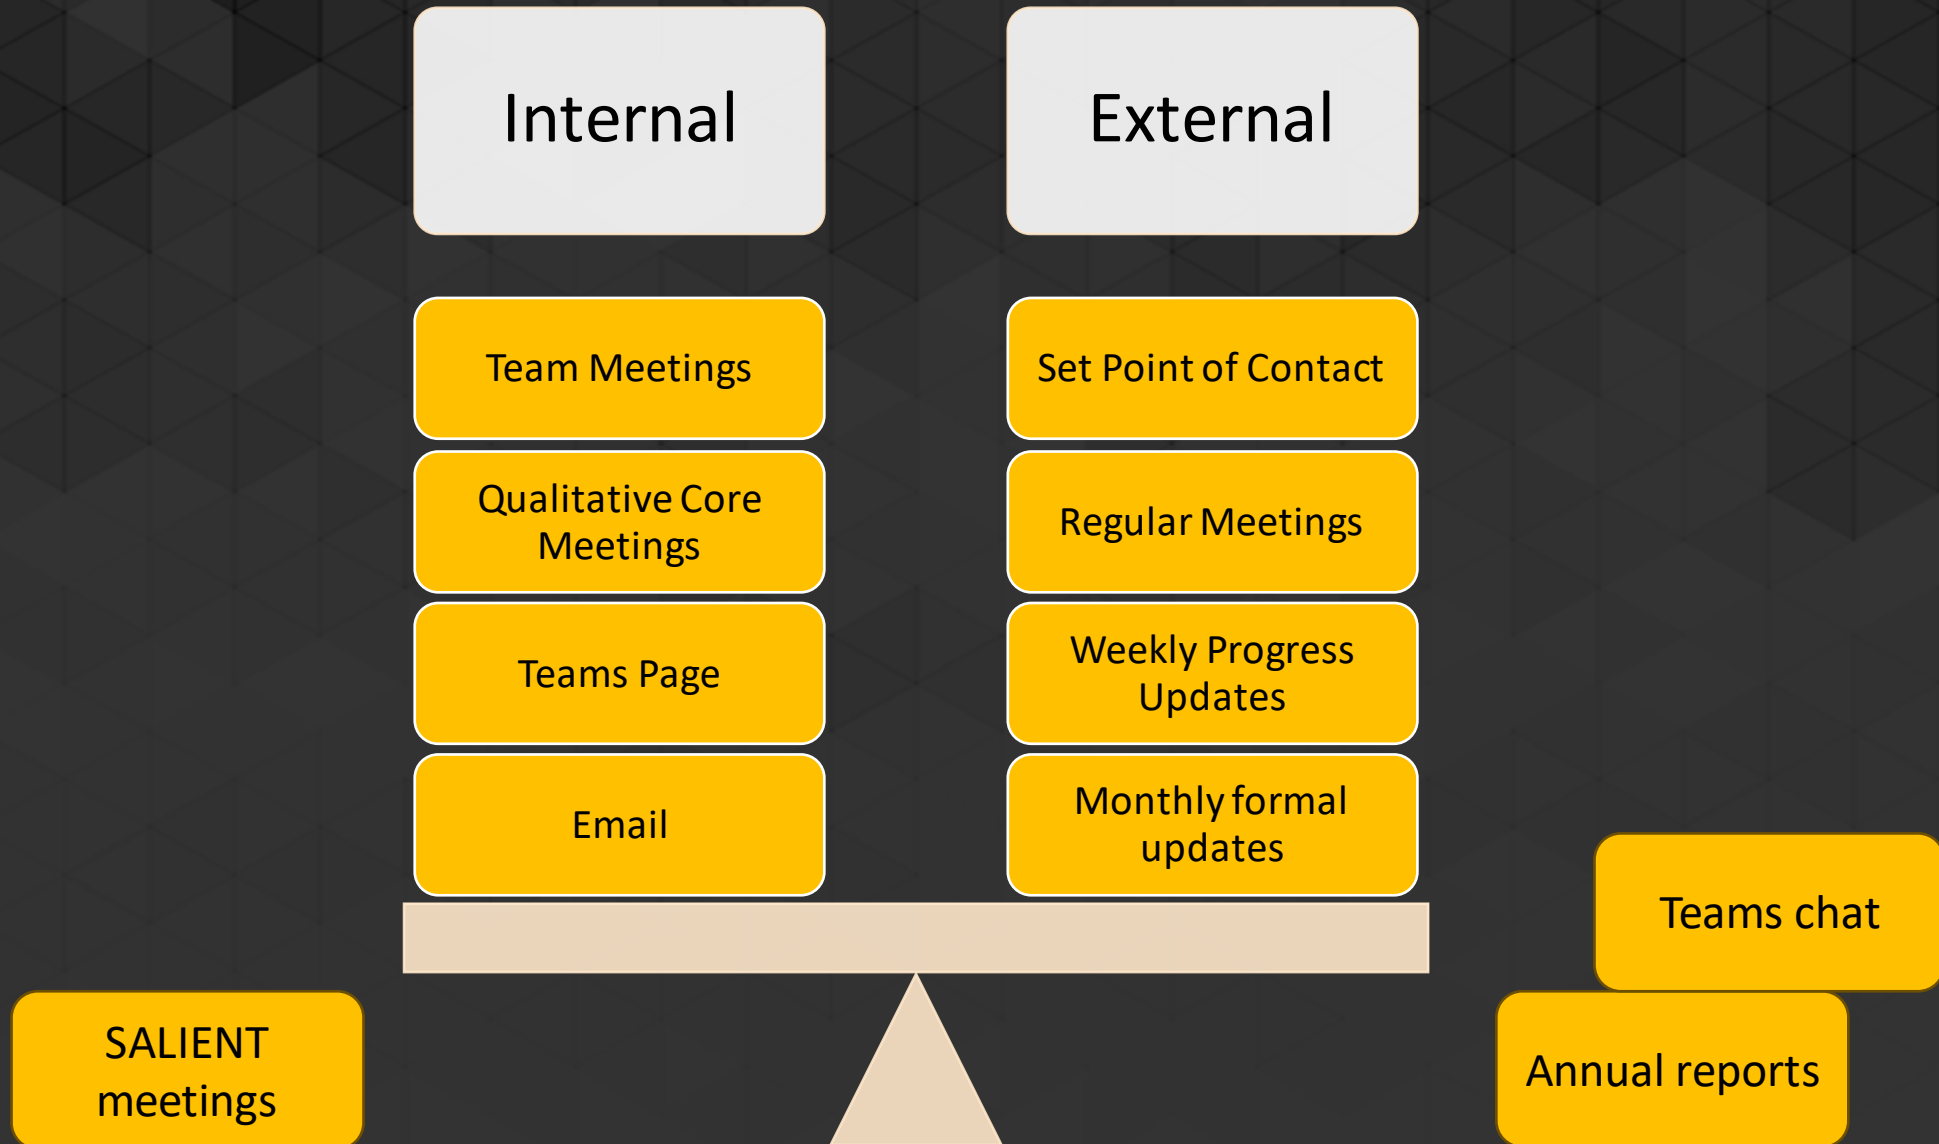 Internal
External
Team Meetings
Qualitative Core
Meetings
Teams Page
Email
Set Point of Contact
Regular Meetings
Weekly Progress
Updates
Monthly formal
updates
SALIENT
meetings
Teams chat
Annual reports